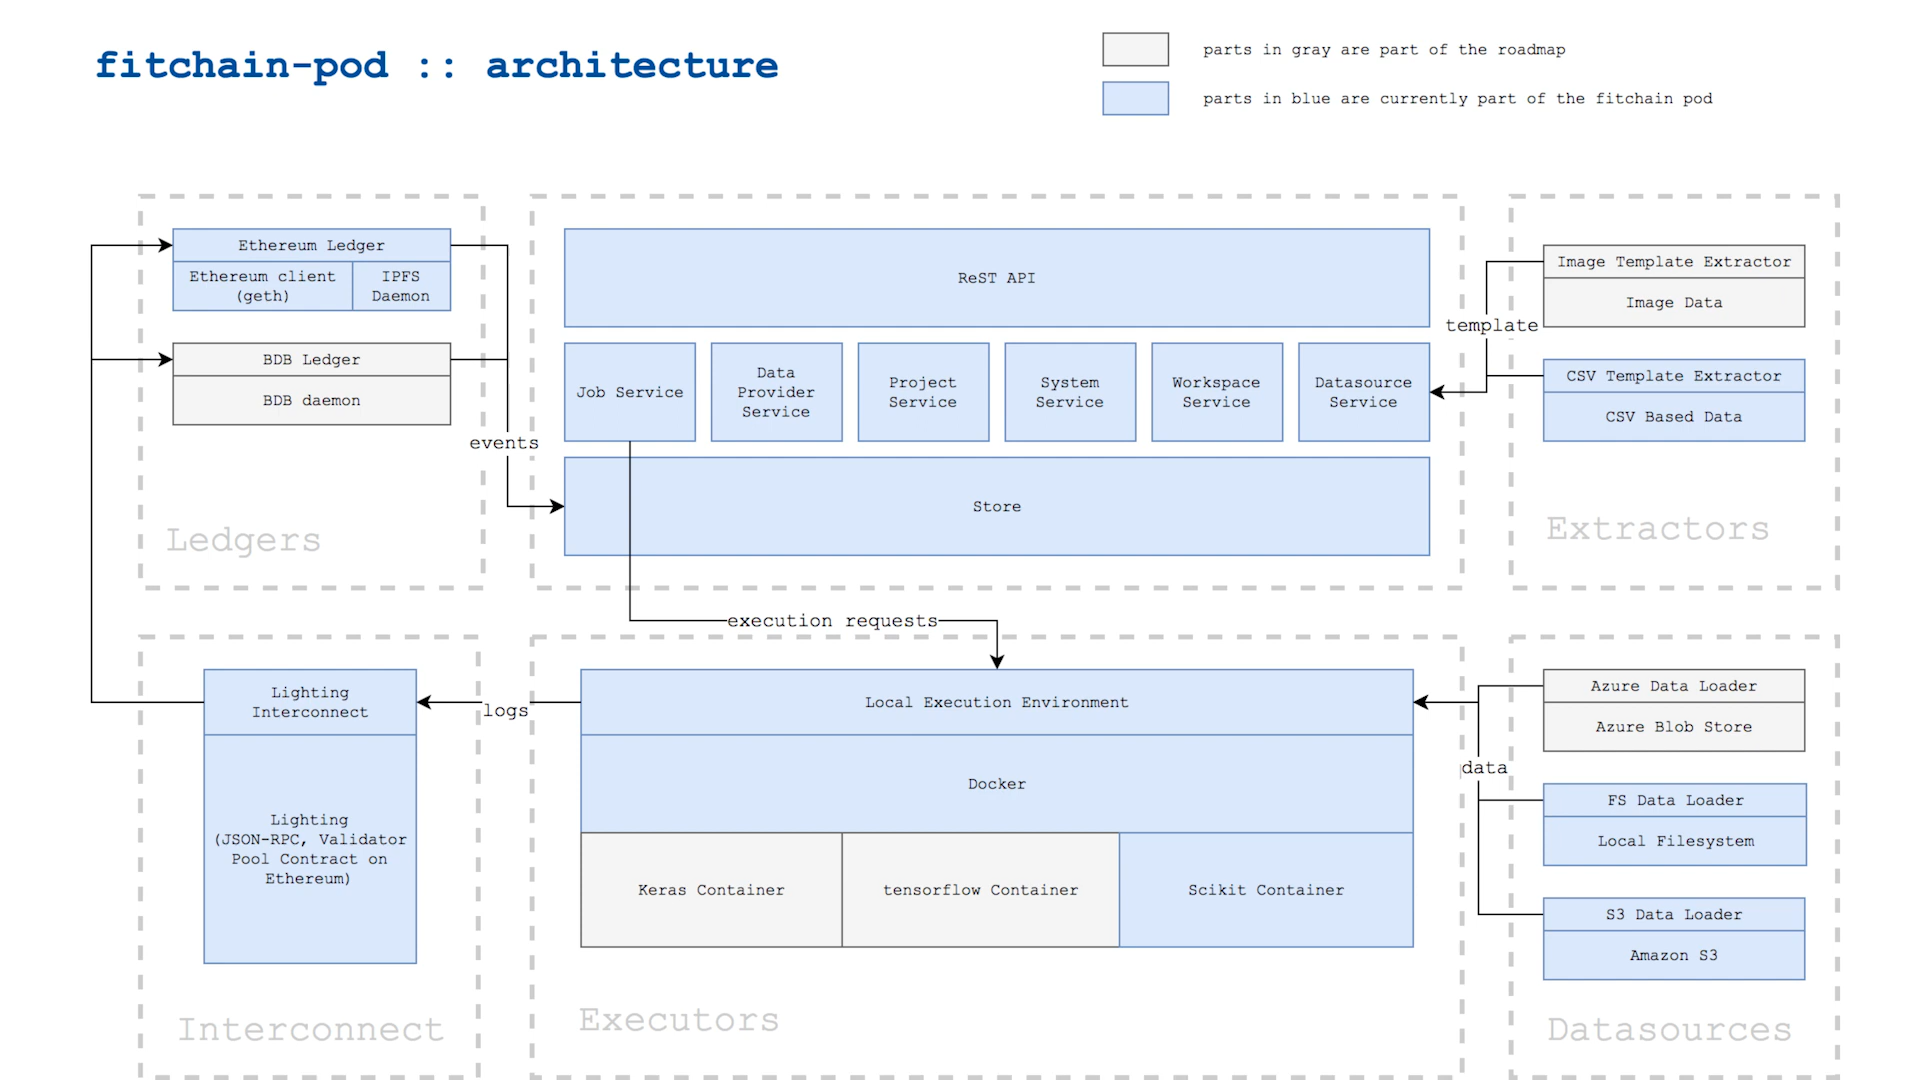 fitchain-pod :: architecture
parts in gray are part of the roadmap
parts in blue are currently part of the fitchain pod
Ethereum Ledger
Ethereum client
(geth)
IPFS
Daemon
BDB Ledger
BDB daemon
events
Ledgers
ReST API
Job Service
Data
Provider
Service
Project
Service
System
Service
Workspace
Service
Datasource
Service
Store
template
Image Template Extractor
Image Data
CSV Template Extractor
CSV Based Data
Extractors
execution requests
Lighting
Interconnect
Lighting
(JSON-RPC, Validator
Pool Contract on
Ethereum)
Interconnect
logs
Local Execution Environment
Docker
Keras Container
tensorflow Container
Scikit Container
Executors
data
Azure Data Loader
Azure Blob Store
FS Data Loader
Local Filesystem
S3 Data Loader
Amazon S3
Datasources